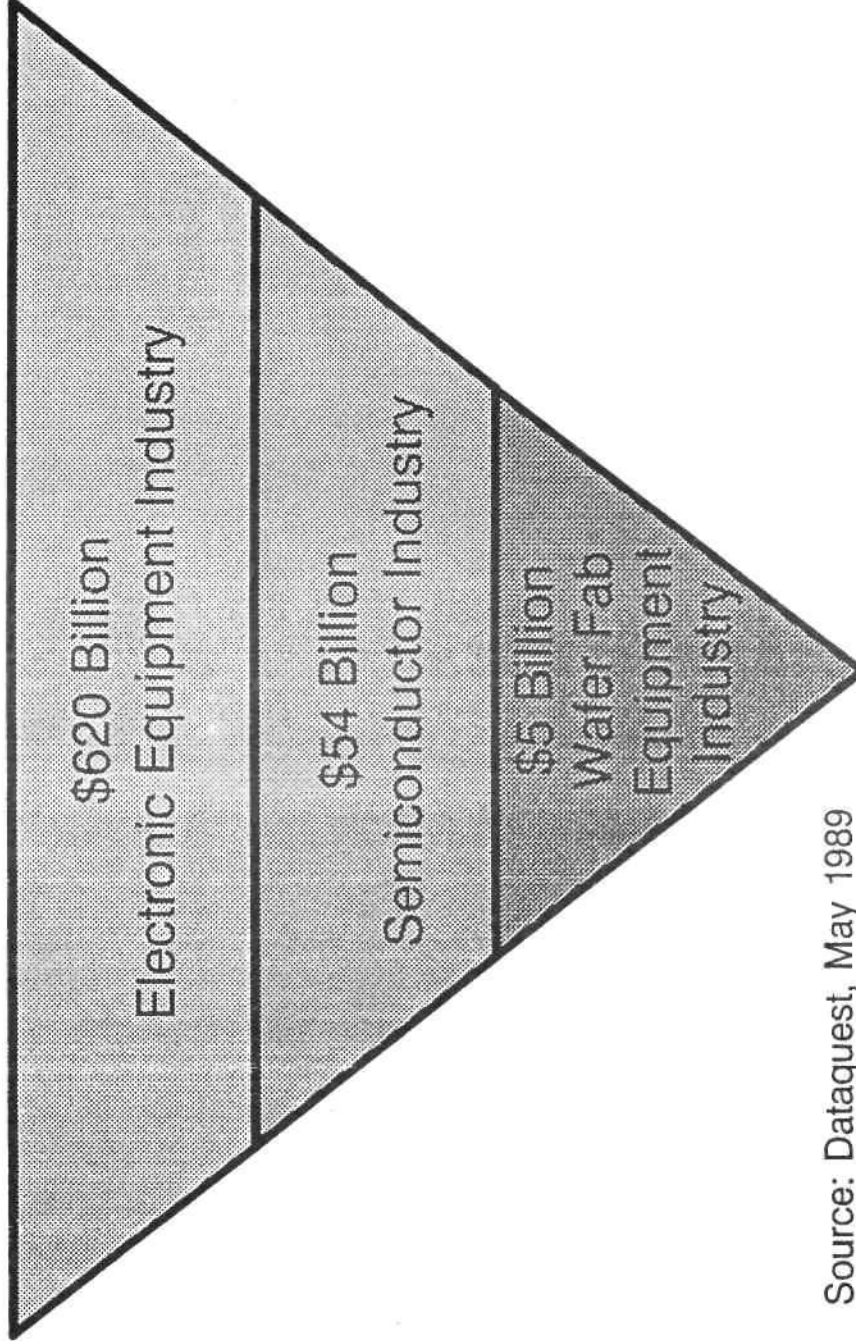 $620 Billion
Electronic Equipment Industry
$54 Billion
Semiconductor Industry
$5 Billion
Wafer Fab
Equipment
Industry
Source: Dataquest, May 1989